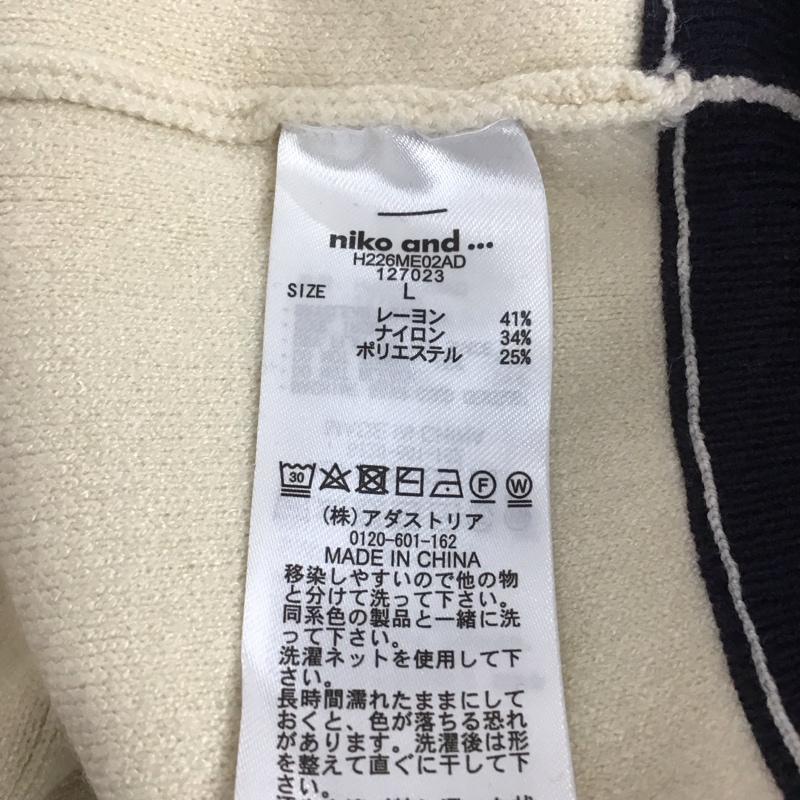 niko and ...
H226ME02AD
127023
SIZE L
レーヨン 41%
ナイロン 34%
ポリエステル 25%
30 F W
(株)アダストリア
0120-601-162
MADE IN CHINA
移染しやすいので他の物
と分けて洗って下さい。
同系色の製品と一緒に洗
って下さい。
洗濯ネットを使用して下
さい。
長時間濡れたままにして
おくと、色が落ちる恐れ
があります。洗濯後は形
を整えて直ぐに干して下
さい。